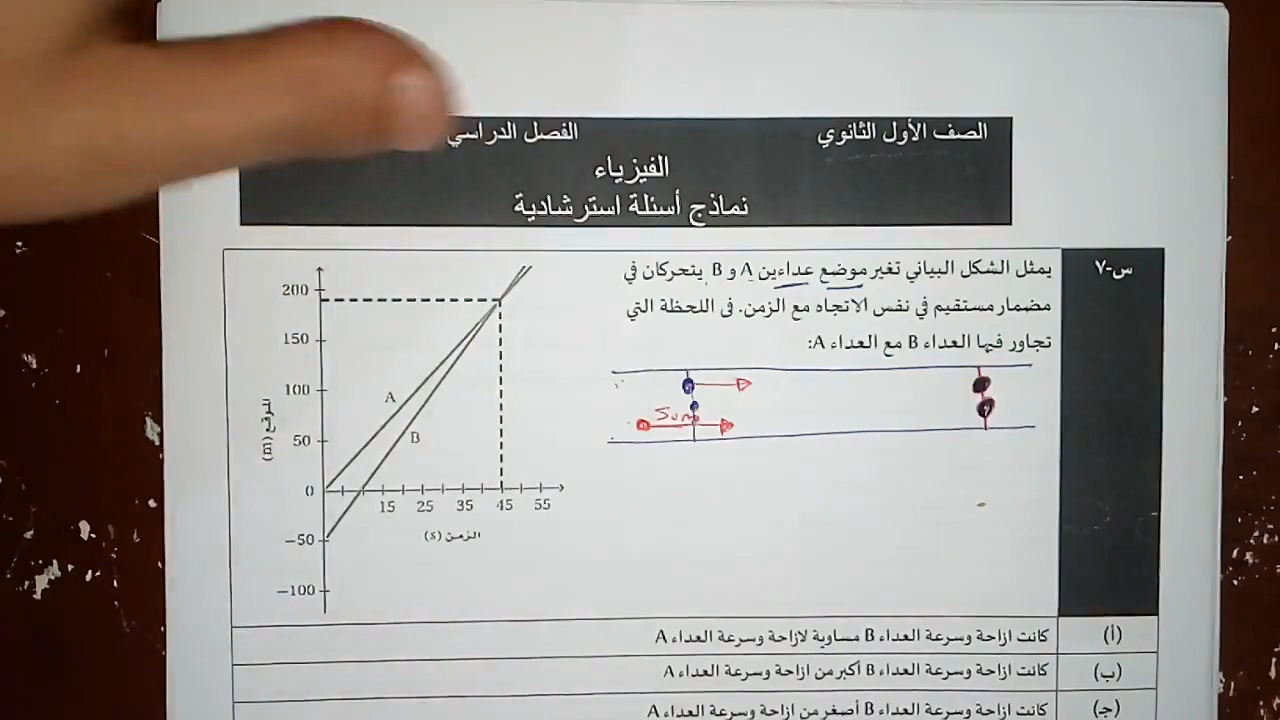 الصف الأول الثانوي
الفصل الدراسي
الفيزياء
نماذج أسئلة استرشادية
س-٧
يمثل الشكل البياني تغير موضع عداءين A و B يتحركان في
مضمار مستقيم في نفس الاتجاه مع الزمن. في اللحظة التي
تجاور فيها العداء B مع العداء A:
50m
200
150
100
50
0
−50
−100
A
B
15 25 35 45 55
الموقع (m)
الزمن (s)
(أ) كانت ازاحة وسرعة العداء B مساوية لازاحة وسرعة العداء A
(ب) كانت ازاحة وسرعة العداء B أكبر من ازاحة وسرعة العداء A
(ج) كانت ازاحة وسرعة العداء B أصغر من ازاحة وسرعة العداء A